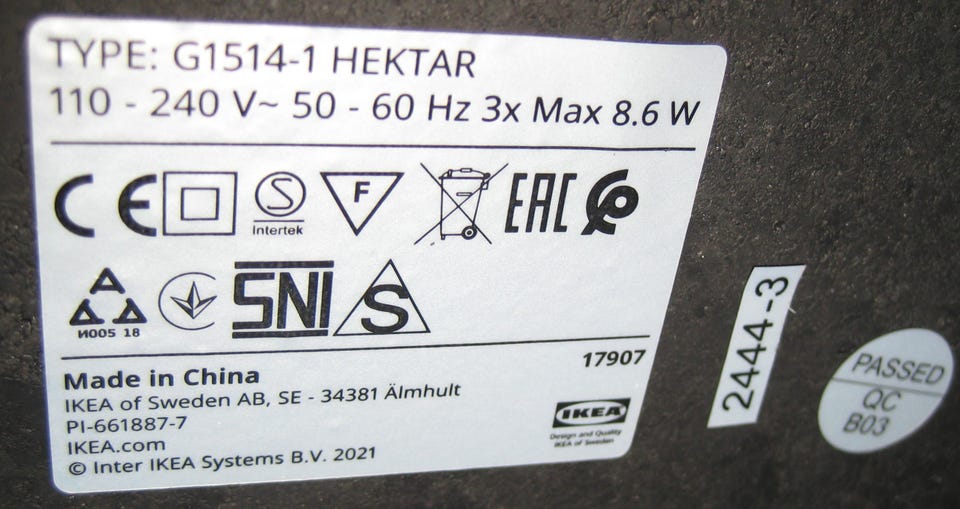 TYPE: G1514-1 HEKTAR
110 - 240 V~ 50 - 60 Hz 3x Max 8.6 W
CE S F EAC
Intertek
A
A A SNI S
И005 18
17907
Made in China
IKEA of Sweden AB, SE - 34381 Älmhult
PI-661887-7
IKEA.com
© Inter IKEA Systems B.V. 2021
IKEA
Design and Quality
IKEA of Sweden
2444-3
PASSED
QC
B03